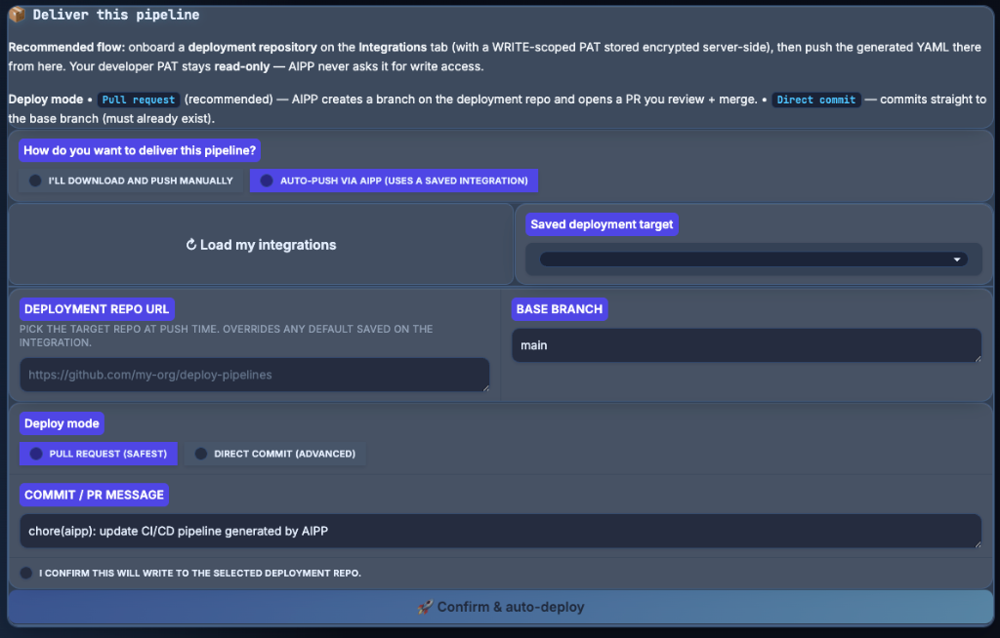 📦 Deliver this pipeline
Recommended flow: onboard a deployment repository on the Integrations tab (with a WRITE-scoped PAT stored encrypted server-side), then push the generated YAML there
from here. Your developer PAT stays read-only — AIPP never asks it for write access.
Deploy mode • Pull request (recommended) — AIPP creates a branch on the deployment repo and opens a PR you review + merge. • Direct commit — commits straight to
the base branch (must already exist).
How do you want to deliver this pipeline?
I'LL DOWNLOAD AND PUSH MANUALLY
AUTO-PUSH VIA AIPP (USES A SAVED INTEGRATION)
↻ Load my integrations
Saved deployment target
DEPLOYMENT REPO URL
PICK THE TARGET REPO AT PUSH TIME. OVERRIDES ANY DEFAULT SAVED ON THE
INTEGRATION.
https://github.com/my-org/deploy-pipelines
BASE BRANCH
main
Deploy mode
PULL REQUEST (SAFEST)
DIRECT COMMIT (ADVANCED)
COMMIT / PR MESSAGE
chore(aipp): update CI/CD pipeline generated by AIPP
I CONFIRM THIS WILL WRITE TO THE SELECTED DEPLOYMENT REPO.
🚀 Confirm & auto-deploy